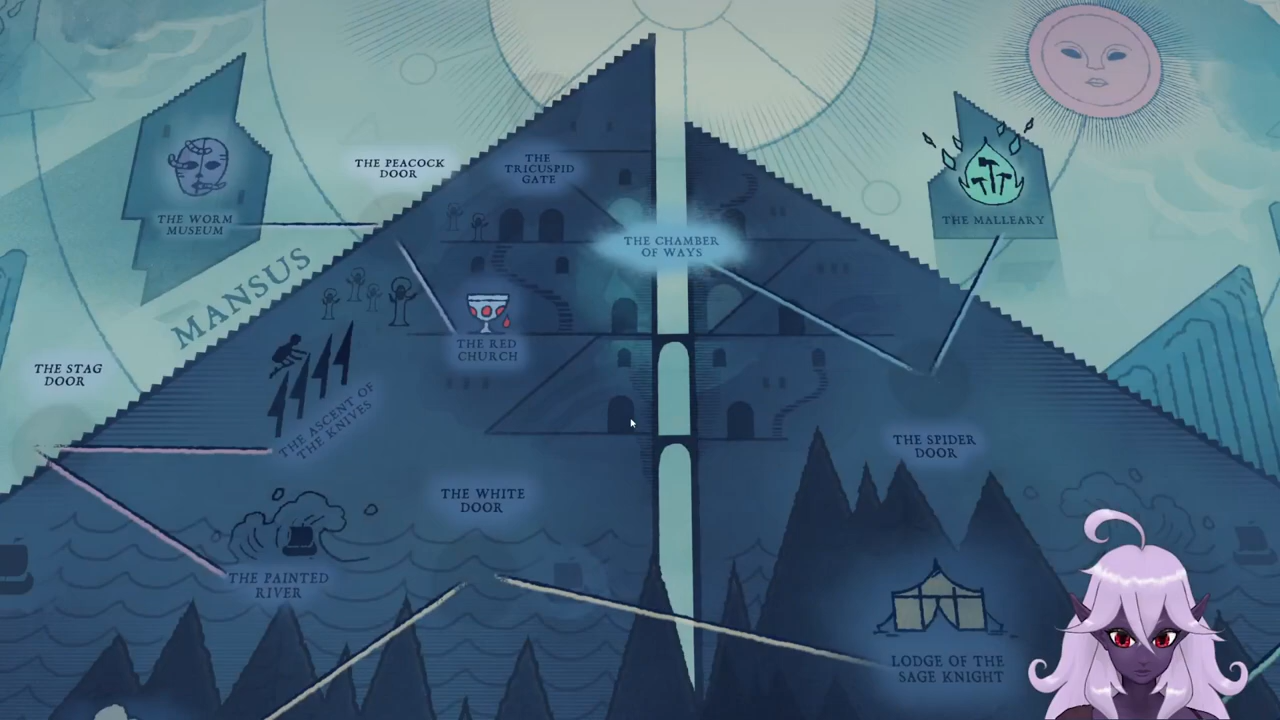 THE PEACOCK
DOOR
THE
TRICUSPID
GATE
THE WORM
MUSEUM
THE MALLEARY
THE CHAMBER
OF WAYS
MANSUS
THE RED
CHURCH
THE STAG
DOOR
THE ASCENT OF
THE KNIVES
THE SPIDER
DOOR
THE WHITE
DOOR
THE PAINTED
RIVER
LODGE OF THE
SAGE KNIGHT